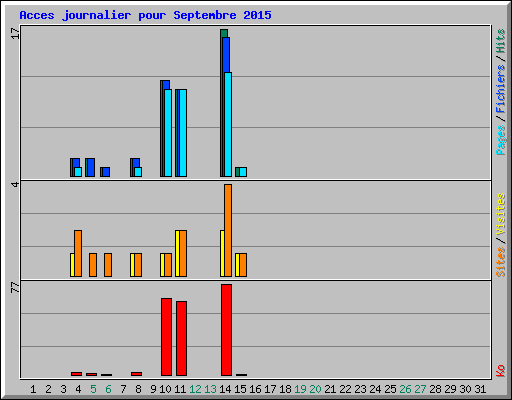 Acces journalier pour Septembre 2015
17
Pages/Fichiers/Hits
4
Sites/Visites
77
Ko
1 2 3 4 5 6 7 8 9 10 11 12 13 14 15 16 17 18 19 20 21 22 23 24 25 26 27 28 29 30 31